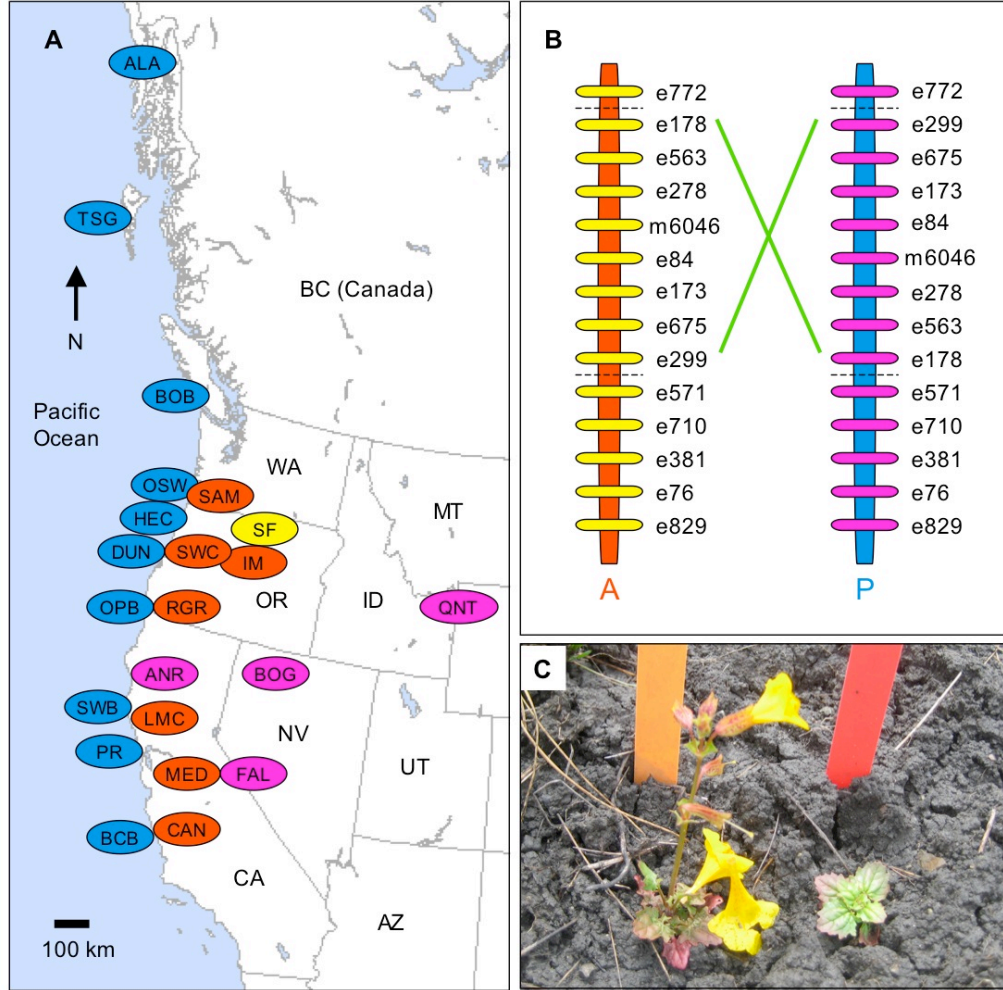 A
ALA
TSG
N
BC (Canada)
BOB
Pacific
Ocean
WA
OSW
SAM
MT
HEC
SF
DUN
SWC
IM
OPB
RGR
OR
ID
QNT
ANR
BOG
SWB
LMC
NV
PR
UT
MED
FAL
BCB
CAN
CA
AZ
100 km
B
e772
e178
e563
e278
m6046
e84
e173
e675
e299
e571
e710
e381
e76
e829
A
e772
e299
e675
e173
e84
m6046
e278
e563
e178
e571
e710
e381
e76
e829
P
C